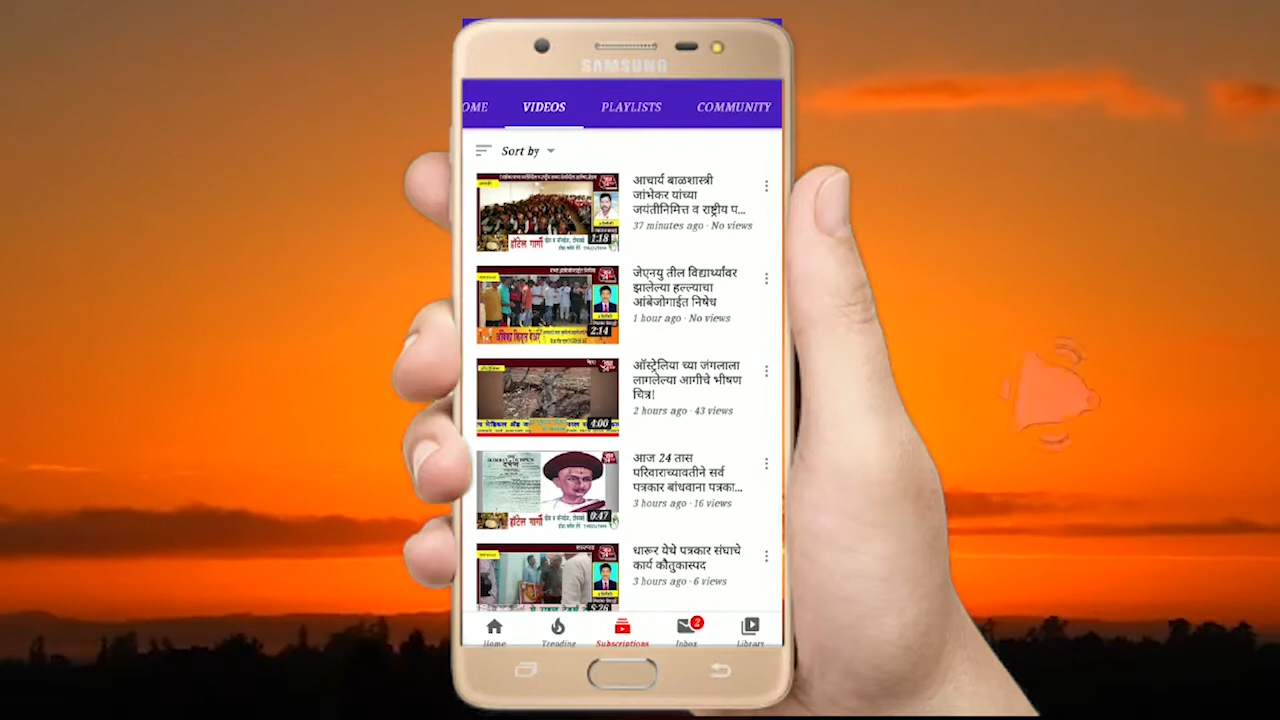 SAMSUNG
OME VIDEOS PLAYLISTS COMMUNITY
Sort by
आचार्य बाळशास्त्री
जांभेकर यांच्या
जयंतीनिमित्त व राष्ट्रीय प...
37 minutes ago · No views
1:18
हॉटेल गार्गी
जेएनयु तील विद्यार्थ्यांवर
झालेल्या हल्ल्याचा
आंबेजोगाईत निषेध
1 hour ago · No views
2:14
ऑस्ट्रेलिया च्या जंगलाला
लागलेल्या आगीचे भीषण
चित्र!
2 hours ago · 43 views
4:00
आज 24 तास
परिवाराच्यावतीने सर्व
पत्रकार बांधवाना पत्रका...
3 hours ago · 16 views
0:47
हॉटेल गार्गी
धारूर येथे पत्रकार संघाचे
कार्य कौतुकास्पद
3 hours ago · 6 views
5:26
2
Home Trending Subscriptions Inbox Library